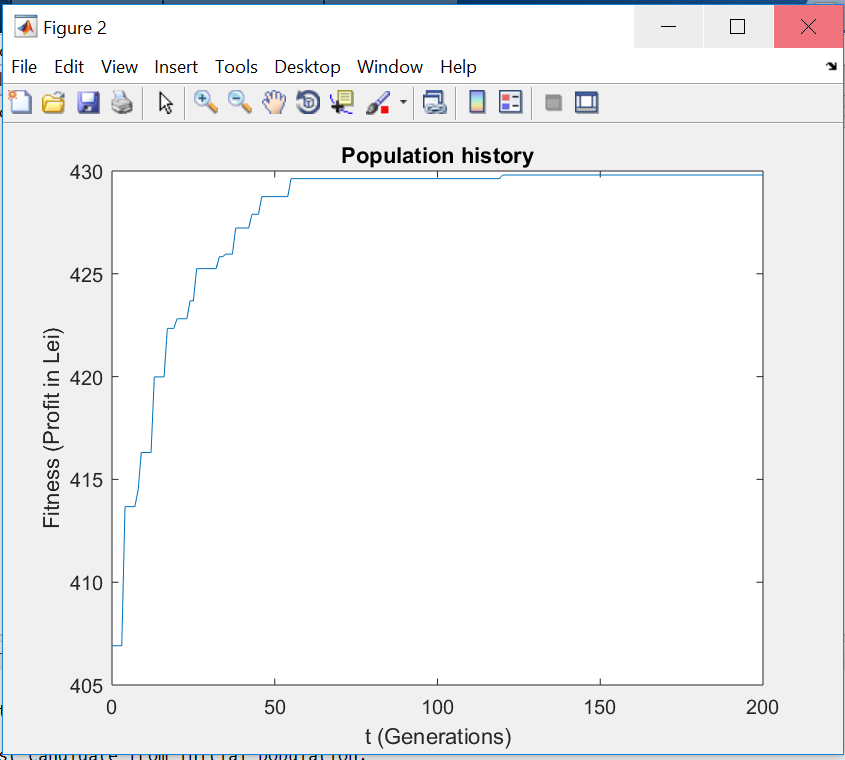 Figure 2
File Edit View Insert Tools Desktop Window Help
Population history
430
425
420
415
410
405
Fitness (Profit in Lei)
0 50 100 150 200
t (Generations)